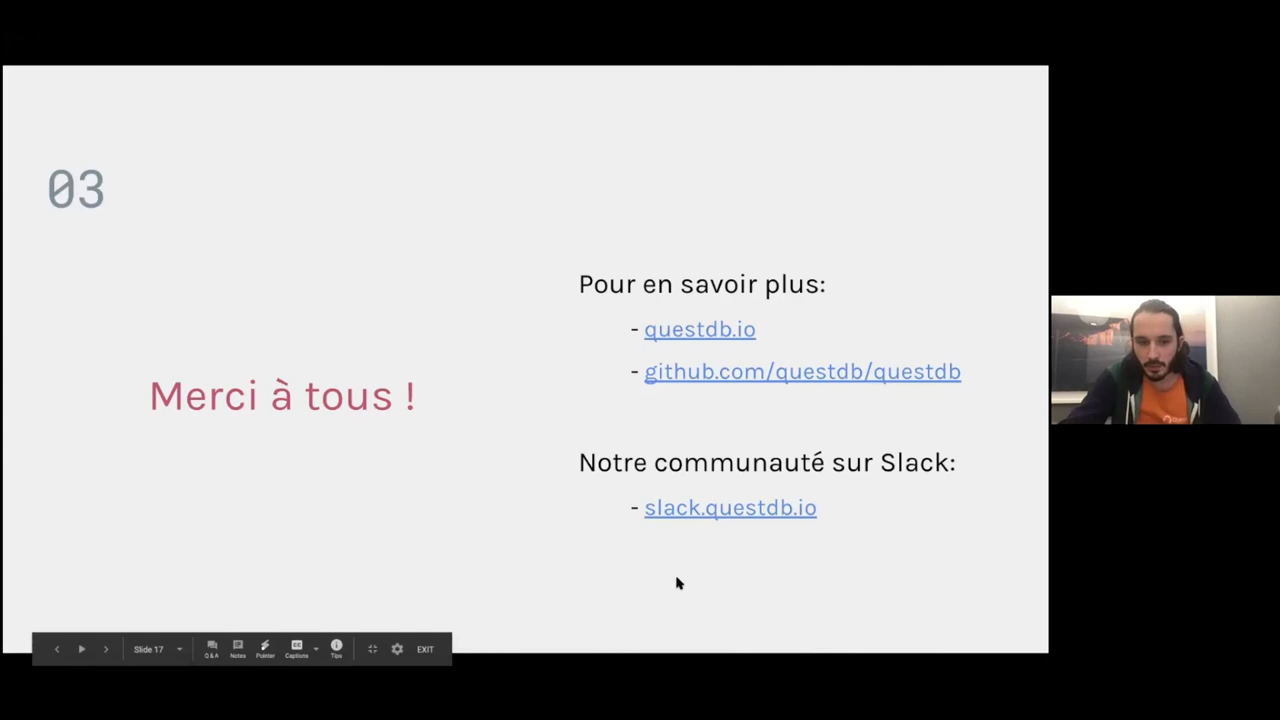 03
Merci à tous !
Pour en savoir plus:
- questdb.io
- github.com/questdb/questdb
Notre communauté sur Slack:
- slack.questdb.io
Slide 17
Q & A
Notes
Pointer
Captions
Tips
EXIT